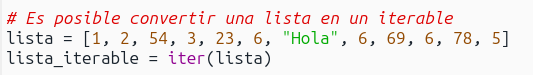 # Es posible convertir una lista en un iterable
lista = [1, 2, 54, 3, 23, 6, "Hola", 6, 69, 6, 78, 5]
lista_iterable = iter(lista)